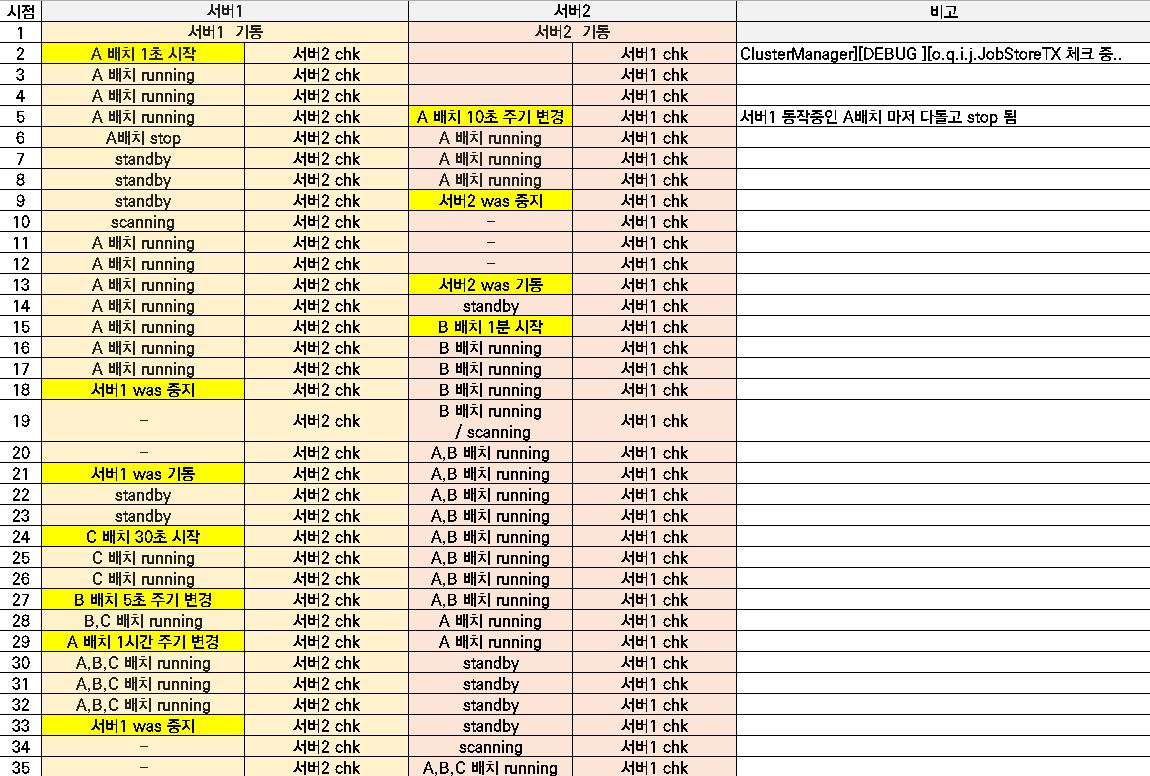 시점 서버1 서버2 비고
1 서버1 기동 서버2 기동
2 A 배치 1초 시작 서버2 chk 서버1 chk ClusterManager][DEBUG ][o.q.i.j.JobStoreTX 체크 중..
3 A 배치 running 서버2 chk 서버1 chk
4 A 배치 running 서버2 chk 서버1 chk
5 A 배치 running 서버2 chk A 배치 10초 주기 변경 서버1 chk 서버1 동작중인 A배치 마저 다돌고 stop 됨
6 A배치 stop 서버2 chk A 배치 running 서버1 chk
7 standby 서버2 chk A 배치 running 서버1 chk
8 standby 서버2 chk A 배치 running 서버1 chk
9 standby 서버2 chk 서버2 was 중지 서버1 chk
10 scanning 서버2 chk - 서버1 chk
11 A 배치 running 서버2 chk - 서버1 chk
12 A 배치 running 서버2 chk - 서버1 chk
13 A 배치 running 서버2 chk 서버2 was 기동 서버1 chk
14 A 배치 running 서버2 chk standby 서버1 chk
15 A 배치 running 서버2 chk B 배치 1분 시작 서버1 chk
16 A 배치 running 서버2 chk B 배치 running 서버1 chk
17 A 배치 running 서버2 chk B 배치 running 서버1 chk
18 서버1 was 중지 서버2 chk B 배치 running 서버1 chk
19 - 서버2 chk B 배치 running 서버1 chk
/ scanning
20 - 서버2 chk A,B 배치 running 서버1 chk
21 서버1 was 기동 서버2 chk A,B 배치 running 서버1 chk
22 standby 서버2 chk A,B 배치 running 서버1 chk
23 standby 서버2 chk A,B 배치 running 서버1 chk
24 C 배치 30초 시작 서버2 chk A,B 배치 running 서버1 chk
25 C 배치 running 서버2 chk A,B 배치 running 서버1 chk
26 C 배치 running 서버2 chk A,B 배치 running 서버1 chk
27 B 배치 5초 주기 변경 서버2 chk A,B 배치 running 서버1 chk
28 B,C 배치 running 서버2 chk A 배치 running 서버1 chk
29 A 배치 1시간 주기 변경 서버2 chk A 배치 running 서버1 chk
30 A,B,C 배치 running 서버2 chk standby 서버1 chk
31 A,B,C 배치 running 서버2 chk standby 서버1 chk
32 A,B,C 배치 running 서버2 chk standby 서버1 chk
33 서버1 was 중지 서버2 chk standby 서버1 chk
34 - 서버2 chk scanning 서버1 chk
35 - 서버2 chk A,B,C 배치 running 서버1 chk